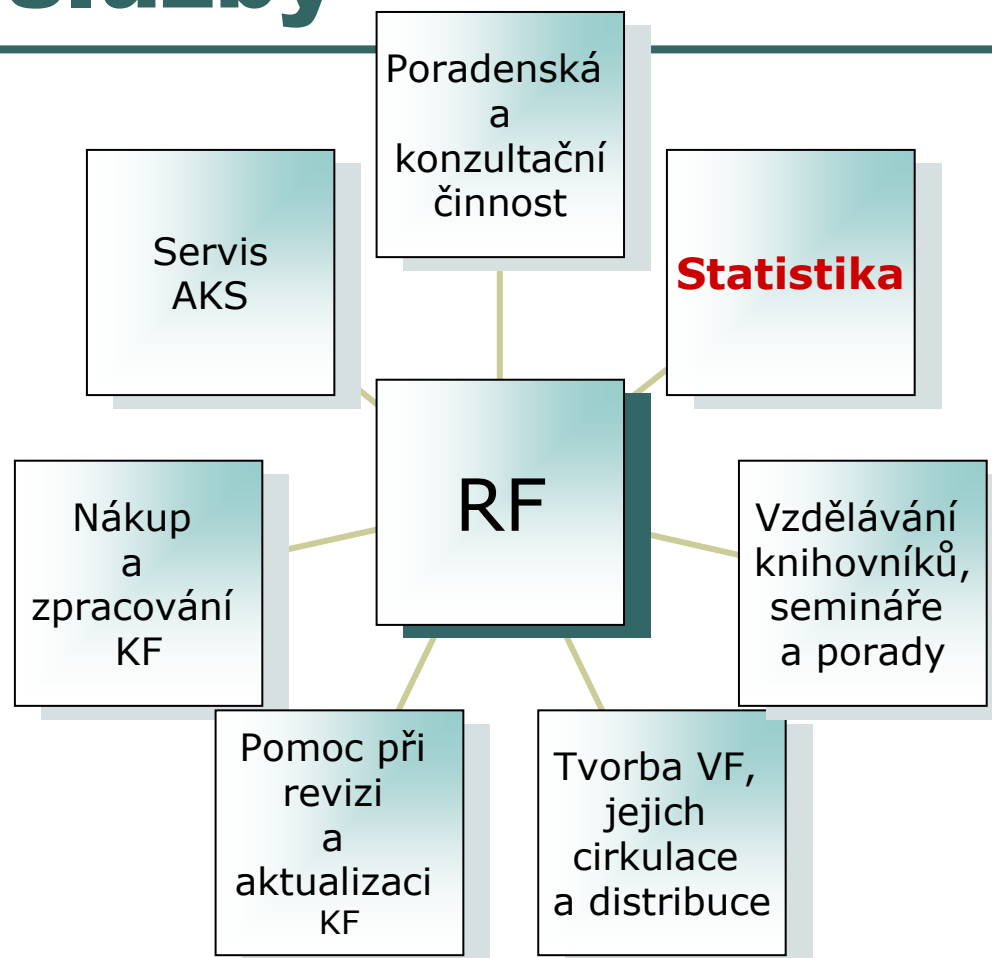 služby
Poradenská
a
konzultační
činnost
Servis
AKS
Statistika
RF
Nákup
a
zpracování
KF
Vzdělávání
knihovníků,
semináře
a porady
Pomoc při
revizi
a
aktualizaci
KF
Tvorba VF,
jejich
cirkulace
a distribuce